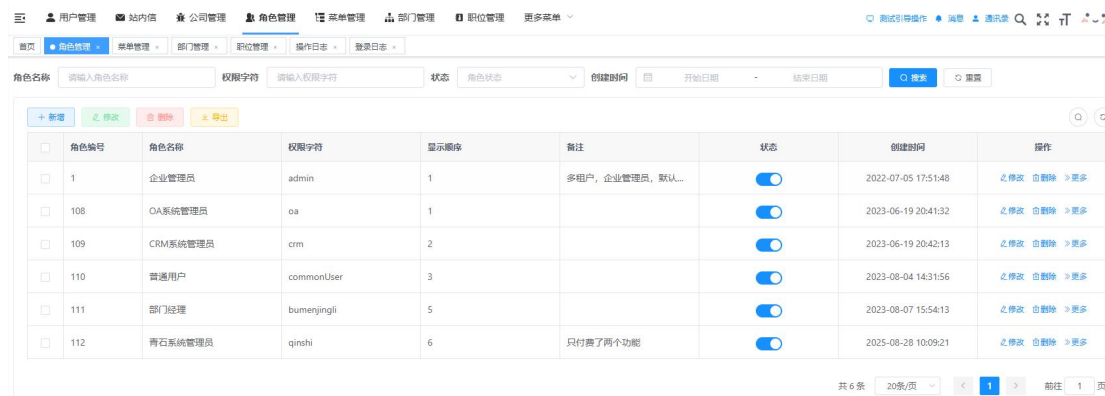 用户管理 站内信 公司管理 角色管理 菜单管理 部门管理 职位管理 更多菜单 测试引导操作 消息 通讯录
首页 角色管理 × 菜单管理 × 部门管理 × 职位管理 × 操作日志 × 登录日志 ×
角色名称 请输入角色名称 权限字符 请输入权限字符 状态 角色状态 创建时间 开始日期 - 结束日期 搜索 重置
+ 新增 修改 删除 导出
角色编号 角色名称 权限字符 显示顺序 备注 状态 创建时间 操作
1 企业管理员 admin 1 多租户，企业管理员，默认... 2022-07-05 17:51:48 修改 删除 更多
108 OA系统管理员 oa 1 2023-06-19 20:41:32 修改 删除 更多
109 CRM系统管理员 crm 2 2023-06-19 20:42:13 修改 删除 更多
110 普通用户 commonUser 3 2023-08-04 14:31:56 修改 删除 更多
111 部门经理 bumenjingli 5 2023-08-07 15:54:13 修改 删除 更多
112 青石系统管理员 qinshi 6 只付费了两个功能 2025-08-28 10:09:21 修改 删除 更多
共 6 条 20条/页 < 1 > 前往 1 页